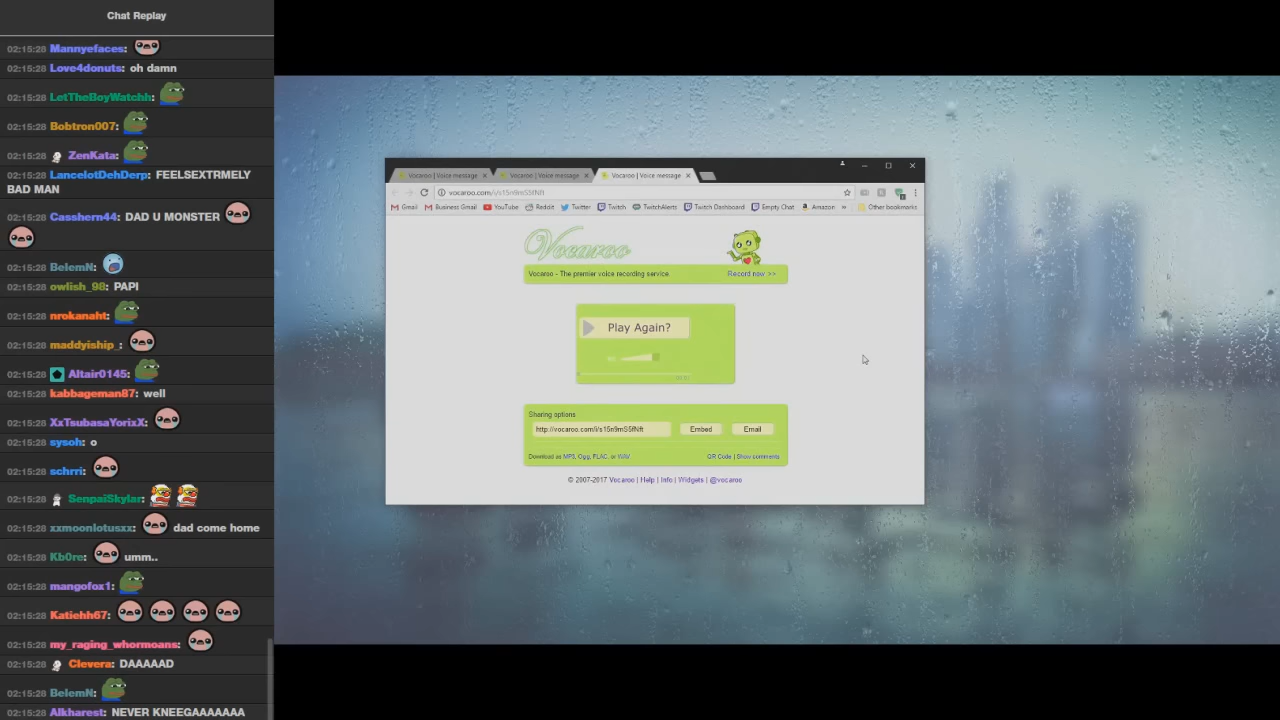 Chat Replay
02:15:28 Mannyefaces:
02:15:28 Love4donuts: oh damn
02:15:28 LetTheBoyWatchh:
02:15:28 Bobtron007:
02:15:28 ZenKata:
02:15:28 LancelotDehDerp: FEELSEXTRMELY
BAD MAN
02:15:28 Casshern44: DAD U MONSTER
02:15:28 BelemN:
02:15:28 owlish_98: PAPI
02:15:28 nrokanaht:
02:15:28 maddyiship_:
02:15:28 Altair0145:
02:15:28 kabbageman87: well
02:15:28 XxTsubasaYorixX:
02:15:28 sysoh: o
02:15:28 schrri:
02:15:28 SenpaiSkylar:
02:15:28 xxmoonlotusxx: dad come home
02:15:28 Kb0re: umm..
02:15:28 mangofox1:
02:15:28 Katiehh67:
02:15:28 my_raging_whormoans:
02:15:28 Clevera: DAAAAAD
02:15:28 BelemN:
02:15:28 Alkharest: NEVER KNEEGAAAAAAA
Vocaroo | Voice message Vocaroo | Voice message Vocaroo | Voice message
Gmail Business Gmail YouTube Reddit Twitter Twitch TwitchAlerts Twitch Dashboard Empty Chat Amazon » Other bookmarks
Vocaroo
Vocaroo - The premier voice recording service. Record now >>
Play Again?
Sharing options
Embed Email
Download as MP3, Ogg, FLAC, or WAV QR Code | Show comments
© 2007-2017 Vocaroo | Help | Info | Widgets | @vocaroo